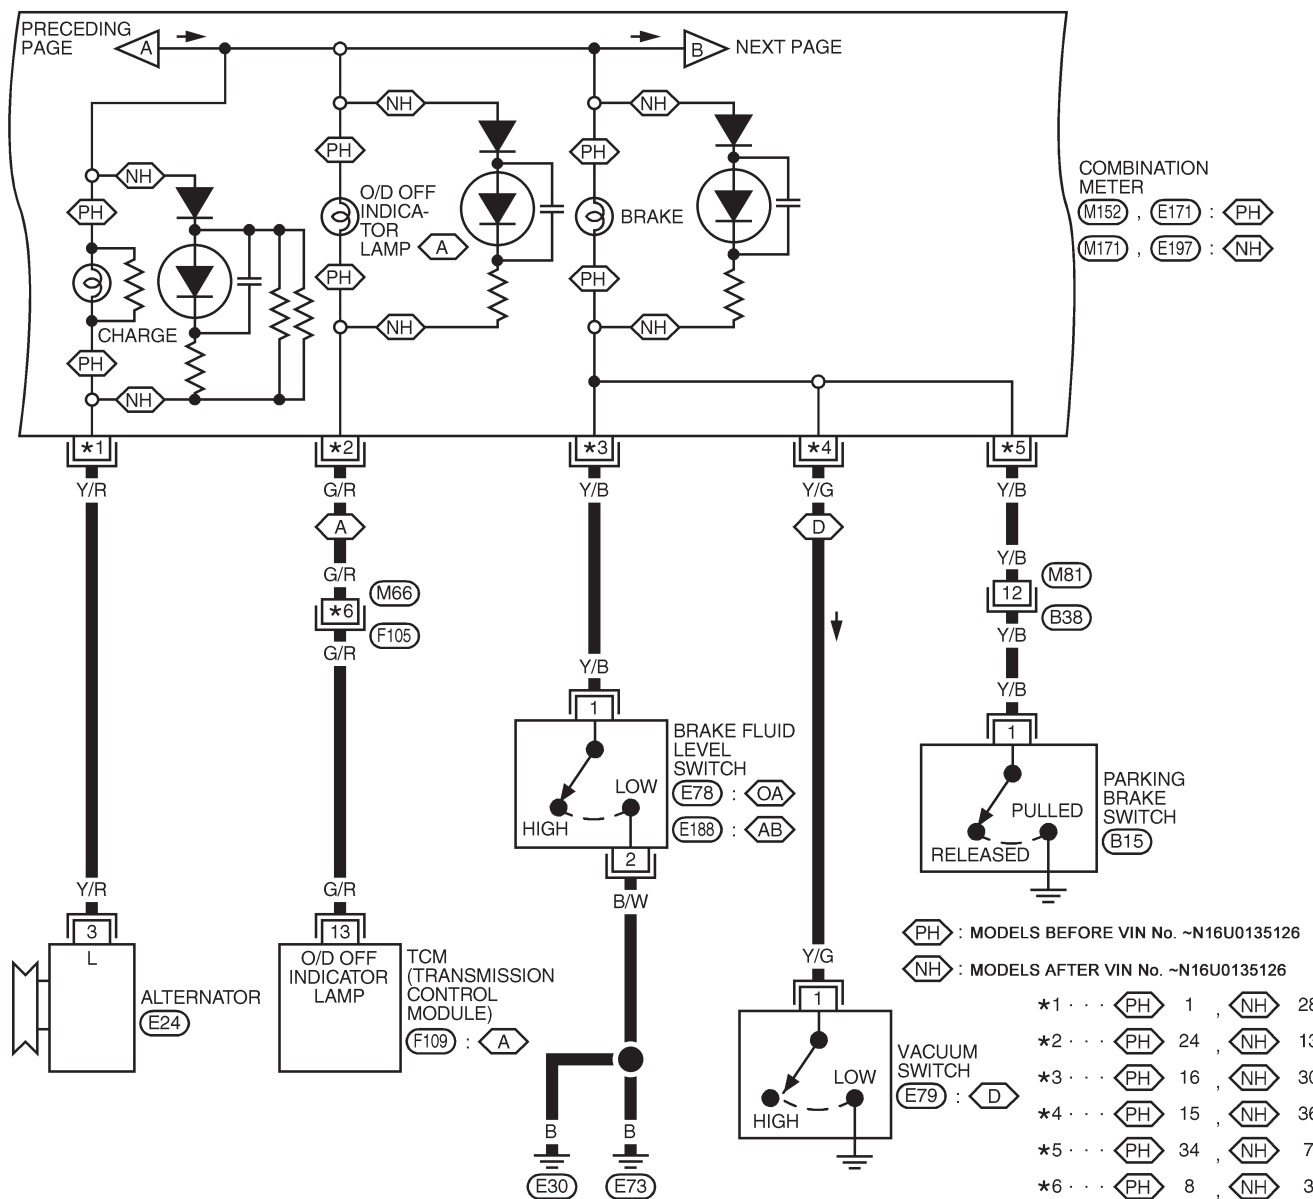 PRECEDING
PAGE
A
B
NEXT PAGE
NH
NH
PH
PH
NH
PH
O/D OFF
INDICA-
TOR
LAMP
A
BRAKE
PH
PH
CHARGE
NH
NH
PH
NH
COMBINATION
METER
M152 , E171 : PH
M171 , E197 : NH
*1
*2
*3
*4
*5
Y/R
G/R
Y/B
Y/G
Y/B
A
D
G/R
Y/B
M66
M81
*6
12
F105
B38
G/R
Y/B
Y/B
Y/B
1
1
BRAKE FLUID
LEVEL
SWITCH
E78 : OA
E188 : AB
LOW
HIGH
2
B/W
PARKING
BRAKE
SWITCH
B15
PULLED
RELEASED
Y/R
G/R
3
13
L
O/D OFF
INDICATOR
LAMP
ALTERNATOR
E24
TCM
(TRANSMISSION
CONTROL
MODULE)
F109 : A
Y/G
1
LOW
HIGH
VACUUM
SWITCH
E79 : D
B
B
E30
E73
PH : MODELS BEFORE VIN No. ~N16U0135126
NH : MODELS AFTER VIN No. ~N16U0135126
*1 · · · PH 1 , NH 28
*2 · · · PH 24 , NH 13
*3 · · · PH 16 , NH 30
*4 · · · PH 15 , NH 36
*5 · · · PH 34 , NH 7
*6 · · · PH 8 , NH 3